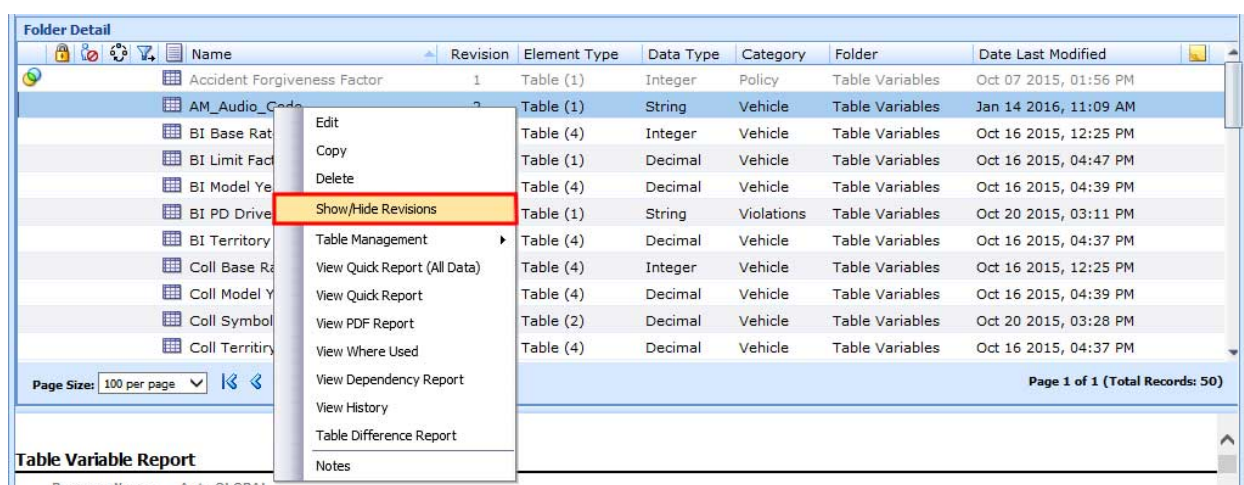 Folder Detail
Name Revision Element Type Data Type Category Folder Date Last Modified
Accident Forgiveness Factor 1 Table (1) Integer Policy Table Variables Oct 07 2015, 01:56 PM
AM_Audio_Code 2 Table (1) String Vehicle Table Variables Jan 14 2016, 11:09 AM
BI Base Rat Table (4) Integer Vehicle Table Variables Oct 16 2015, 12:25 PM
BI Limit Fact Table (1) Decimal Vehicle Table Variables Oct 16 2015, 04:47 PM
BI Model Ye Table (4) Decimal Vehicle Table Variables Oct 16 2015, 04:39 PM
BI PD Drive Table (1) String Violations Table Variables Oct 20 2015, 03:11 PM
BI Territory Table (4) Decimal Vehicle Table Variables Oct 16 2015, 04:37 PM
Coll Base Ra Table (4) Integer Vehicle Table Variables Oct 16 2015, 12:25 PM
Coll Model Y Table (4) Decimal Vehicle Table Variables Oct 16 2015, 04:39 PM
Coll Symbol Table (2) Decimal Vehicle Table Variables Oct 20 2015, 03:28 PM
Coll Territiry Table (4) Decimal Vehicle Table Variables Oct 16 2015, 04:37 PM
Edit
Copy
Delete
Show/Hide Revisions
Table Management
View Quick Report (All Data)
View Quick Report
View PDF Report
View Where Used
View Dependency Report
View History
Table Difference Report
Notes
Page Size: 100 per page Page 1 of 1 (Total Records: 50)
Table Variable Report